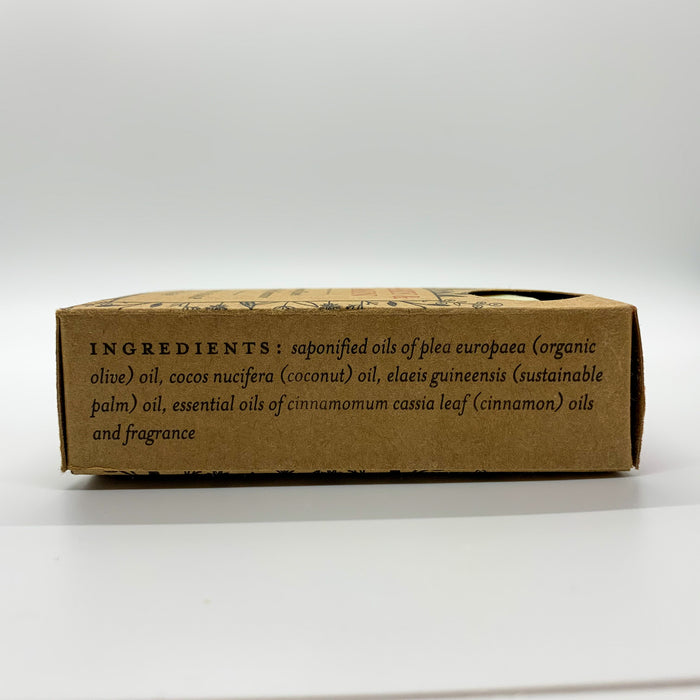 INGREDIENTS: saponified oils of plea europaea (organic
olive) oil, cocos nucifera (coconut) oil, elaeis guineensis (sustainable
palm) oil, essential oils of cinnamomum cassia leaf (cinnamon) oils
and fragrance